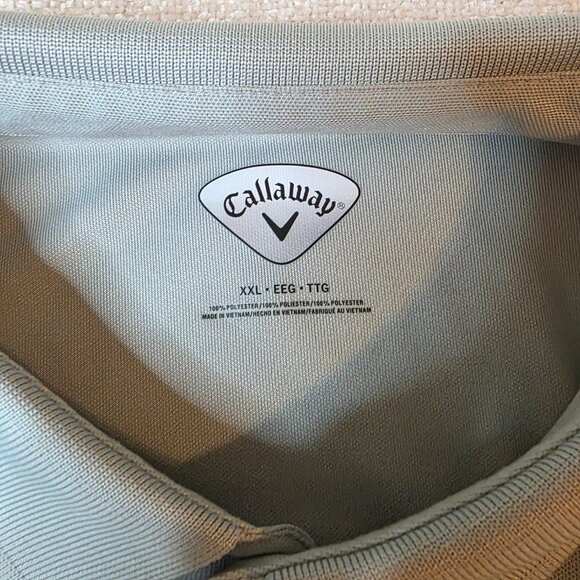 Callaway®
XXL • EEG • TTG
100% POLYESTER/100% POLIESTER/100% POLYESTER
MADE IN VIETNAM/HECHO EN VIETNAM/FABRIQUÉ AU VIETNAM